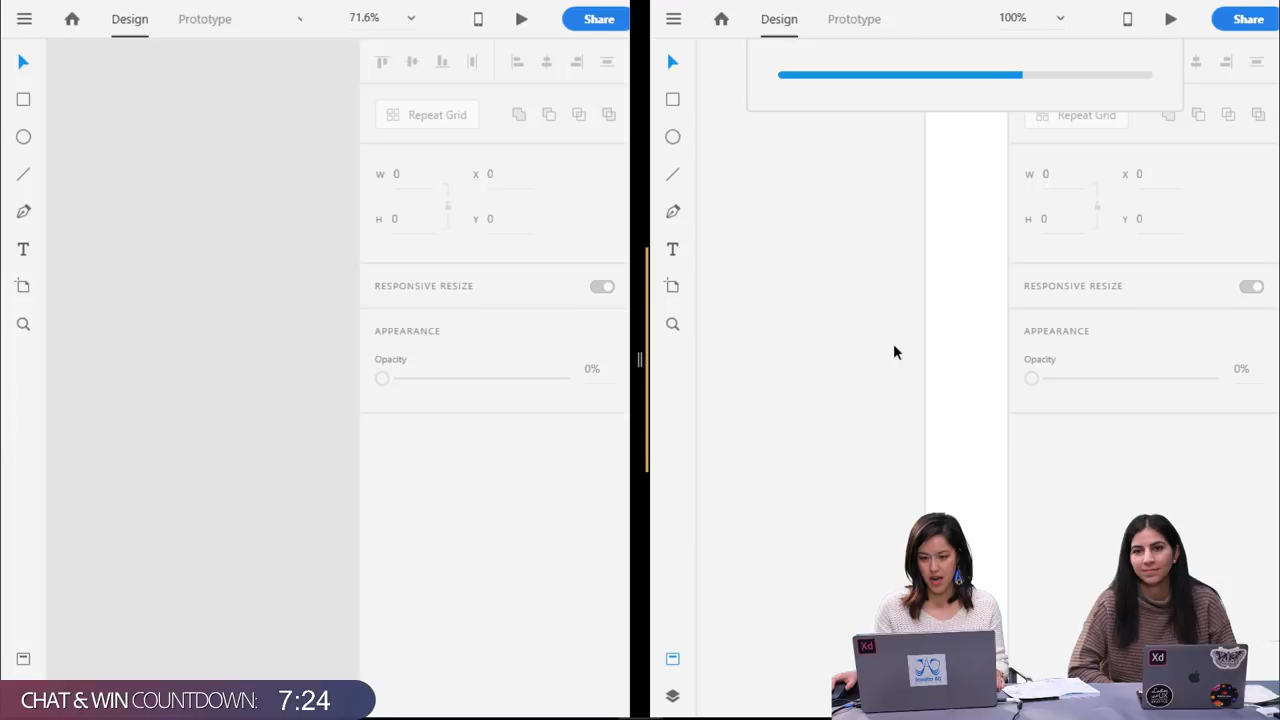 Design Prototype 71.6% Share
Repeat Grid
W 0 X 0
H 0 Y 0
RESPONSIVE RESIZE
APPEARANCE
Opacity
0%
Design Prototype 100% Share
Repeat Grid
W 0 X 0
H 0 Y 0
RESPONSIVE RESIZE
APPEARANCE
Opacity
0%
Xd
Xd
CHAT & WIN COUNTDOWN: 7:24